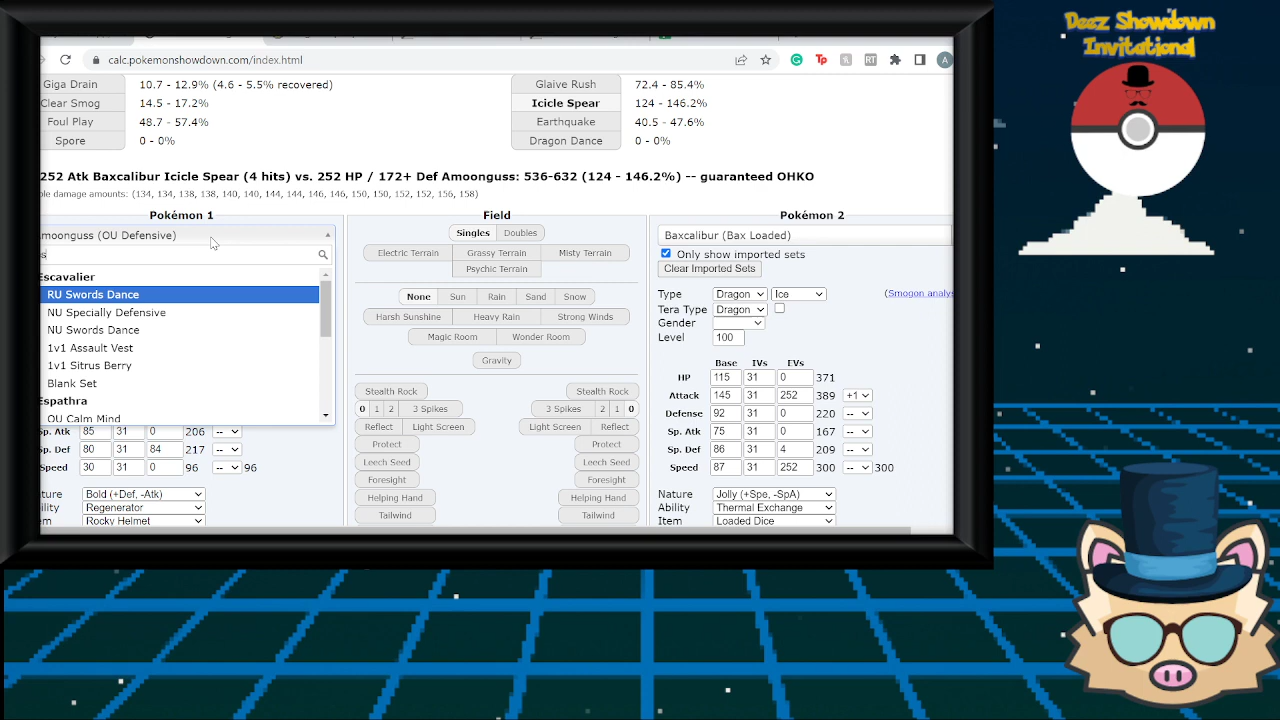 Deez Showdown
Invitational
calc.pokemonshowdown.com/index.html
Giga Drain 10.7 - 12.9% (4.6 - 5.5% recovered)
Clear Smog 14.5 - 17.2%
Foul Play 48.7 - 57.4%
Spore 0 - 0%
Glaive Rush 72.4 - 85.4%
Icicle Spear 124 - 146.2%
Earthquake 40.5 - 47.6%
Dragon Dance 0 - 0%
252 Atk Baxcalibur Icicle Spear (4 hits) vs. 252 HP / 172+ Def Amoonguss: 536-632 (124 - 146.2%) -- guaranteed OHKO
ble damage amounts: (134, 134, 138, 138, 140, 140, 144, 144, 146, 146, 150, 150, 152, 152, 156, 158)
Pokémon 1
moonguss (OU Defensive)
es
Escavalier
RU Swords Dance
NU Specially Defensive
NU Swords Dance
1v1 Assault Vest
1v1 Sitrus Berry
Blank Set
Espathra
OU Calm Mind
Sp. Atk 85 31 0 206 --
Sp. Def 80 31 84 217 --
Speed 30 31 0 96 -- 96
Nature Bold (+Def, -Atk)
Ability Regenerator
Item Rocky Helmet
Field
Singles Doubles
Electric Terrain Grassy Terrain Misty Terrain
Psychic Terrain
None Sun Rain Sand Snow
Harsh Sunshine Heavy Rain Strong Winds
Magic Room Wonder Room
Gravity
Stealth Rock Stealth Rock
0 1 2 3 Spikes 3 Spikes 2 1 0
Reflect Light Screen Light Screen Reflect
Protect Protect
Leech Seed Leech Seed
Foresight Foresight
Helping Hand Helping Hand
Tailwind Tailwind
Pokémon 2
Baxcalibur (Bax Loaded)
Only show imported sets
Clear Imported Sets
Type Dragon Ice (Smogon analys
Tera Type Dragon
Gender
Level 100
Base IVs EVs
HP 115 31 0 371
Attack 145 31 252 389 +1
Defense 92 31 0 220 --
Sp. Atk 75 31 0 167 --
Sp. Def 86 31 4 209 --
Speed 87 31 252 300 -- 300
Nature Jolly (+Spe, -SpA)
Ability Thermal Exchange
Item Loaded Dice